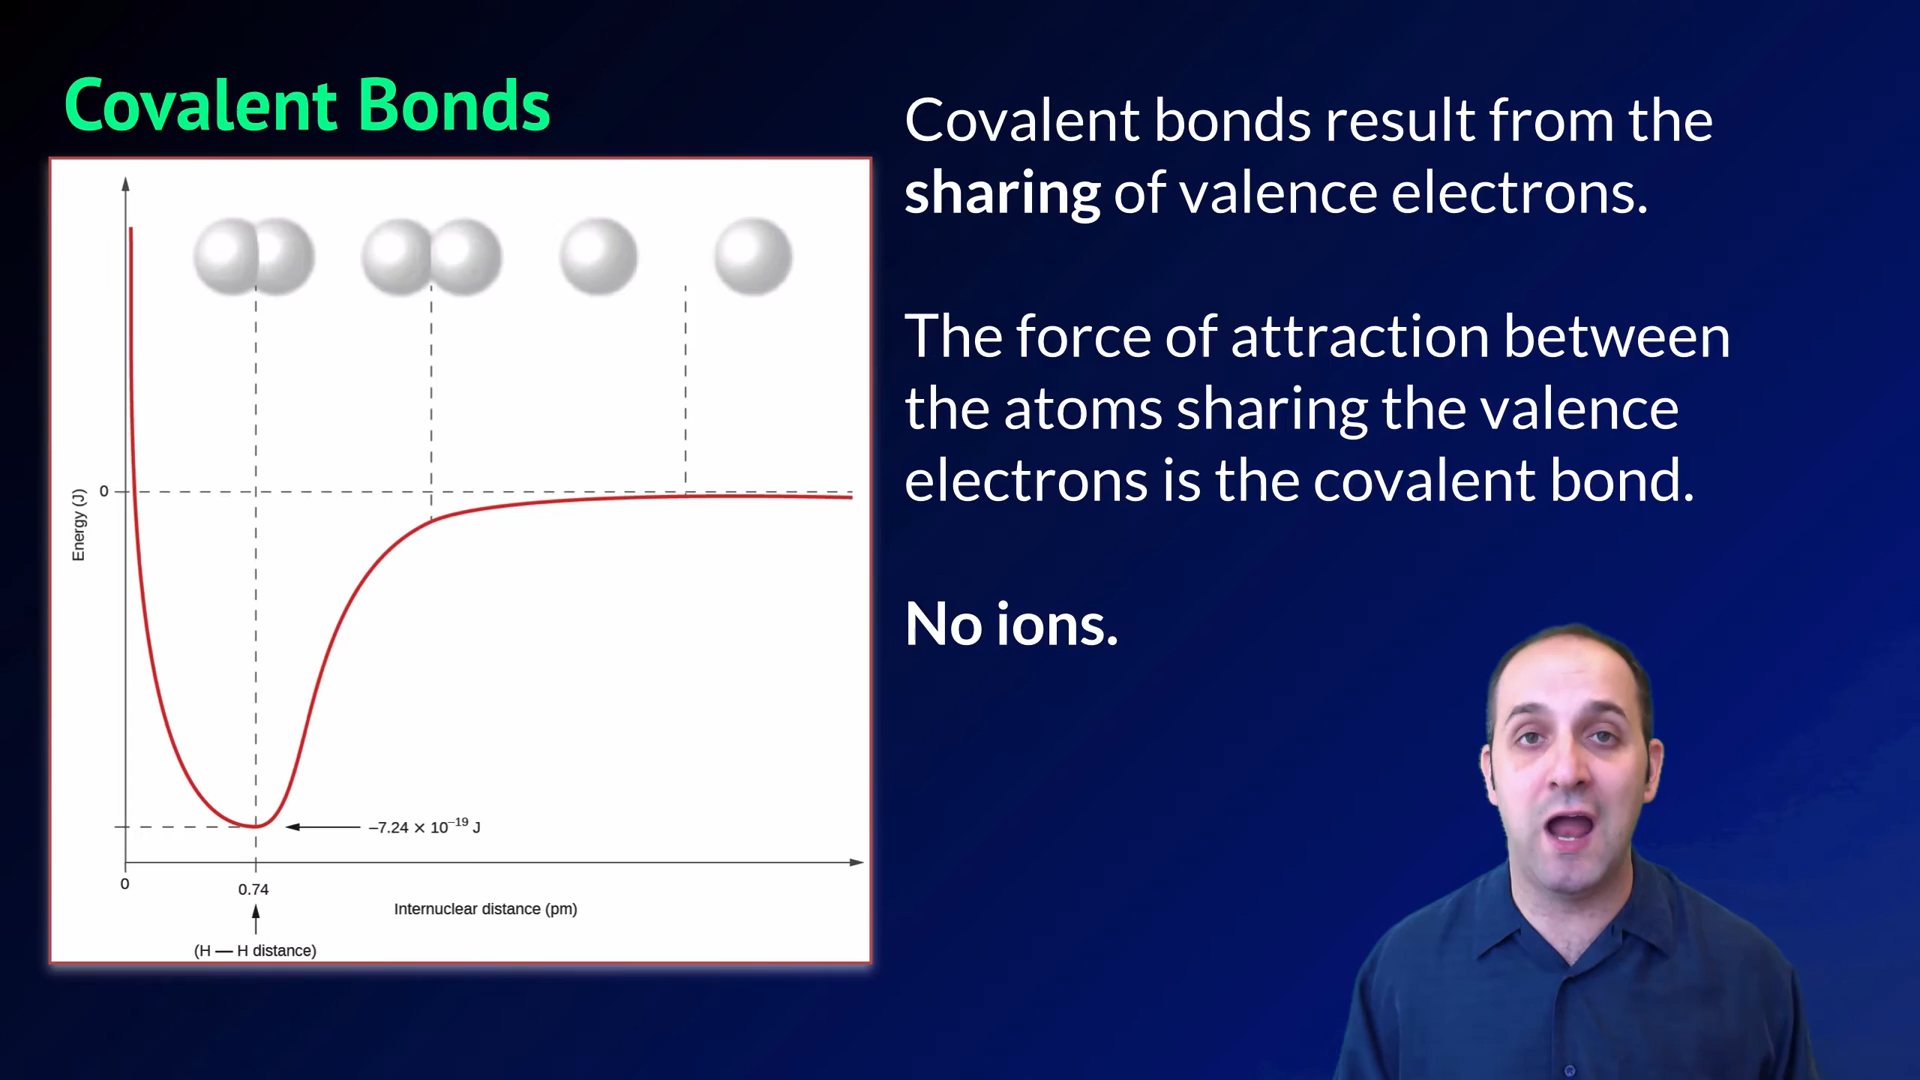 Covalent Bonds
Covalent bonds result from the
sharing of valence electrons.
The force of attraction between
the atoms sharing the valence
electrons is the covalent bond.
No ions.
Energy (J)
0
–7.24 × 10⁻¹⁹ J
0
0.74
Internuclear distance (pm)
(H — H distance)